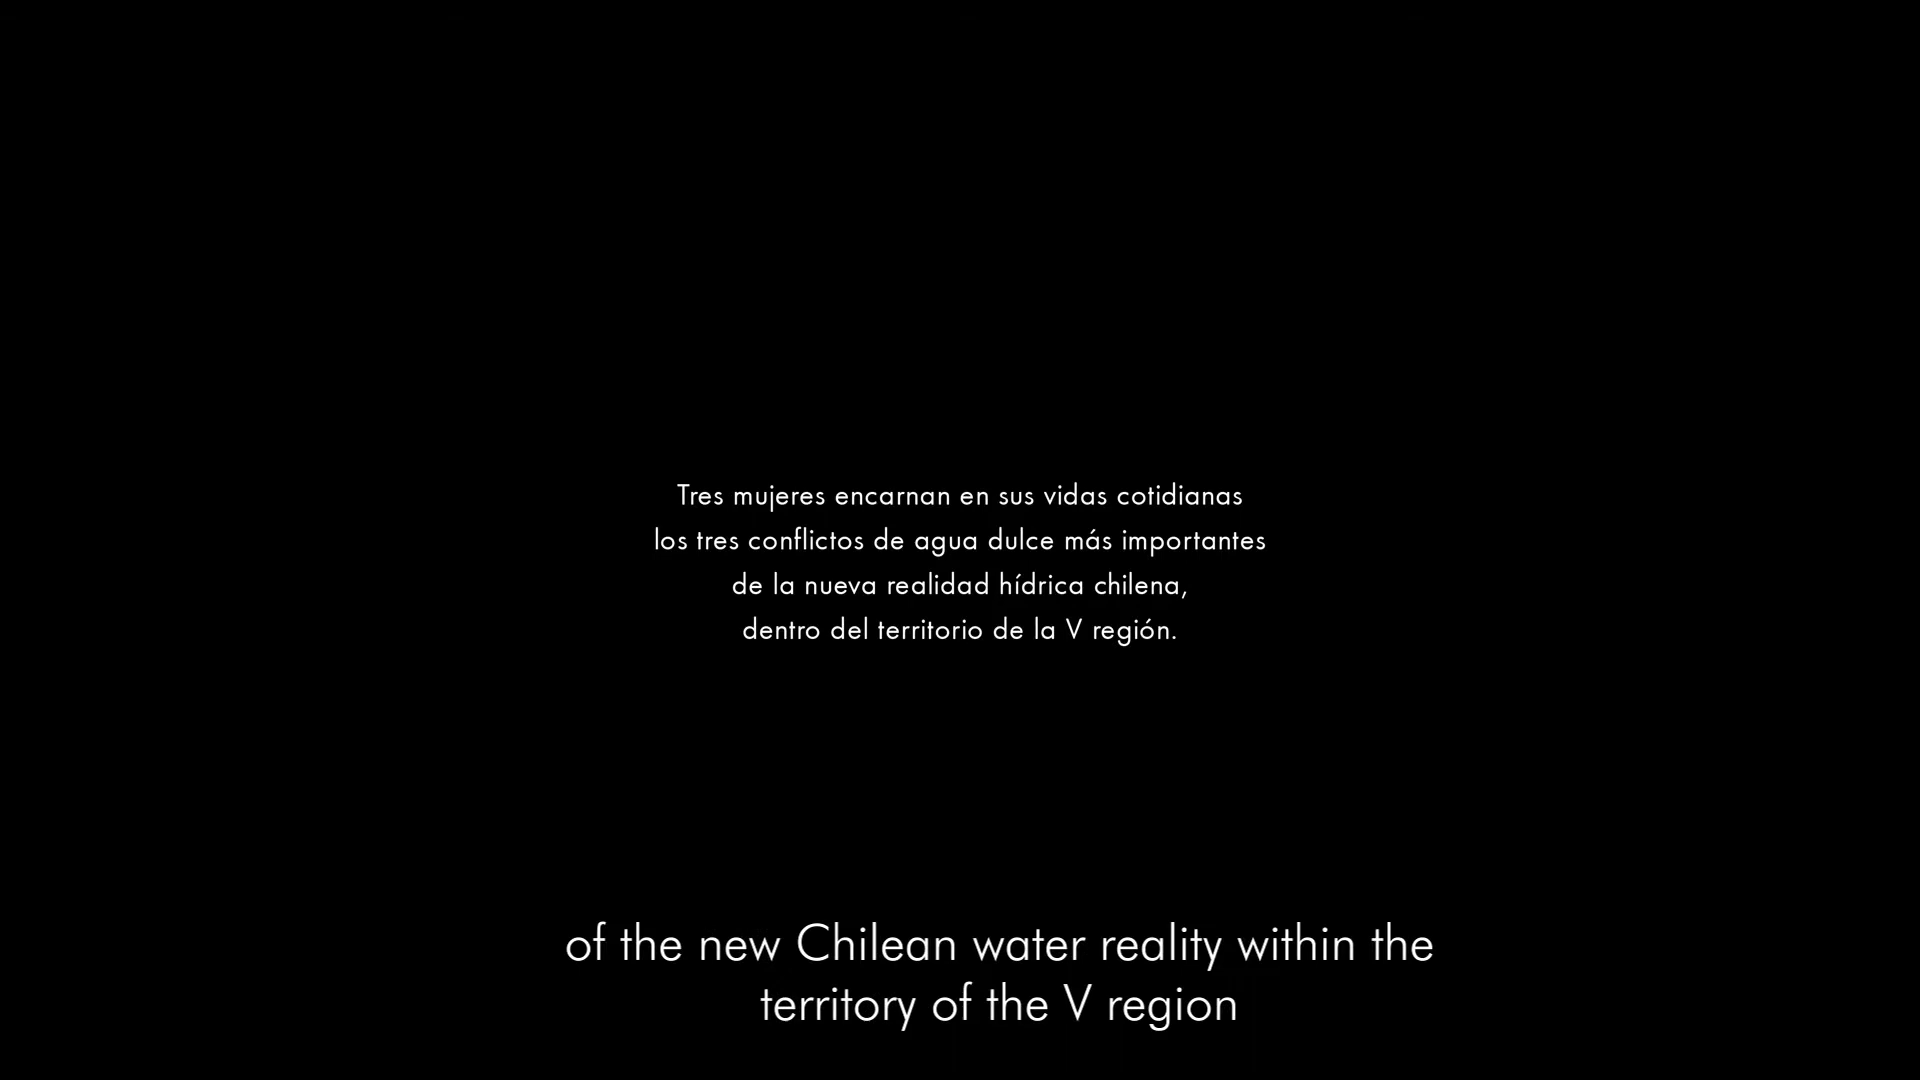 Tres mujeres encarnan en sus vidas cotidianas
los tres conflictos de agua dulce más importantes
de la nueva realidad hídrica chilena,
dentro del territorio de la V región.
of the new Chilean water reality within the
territory of the V region